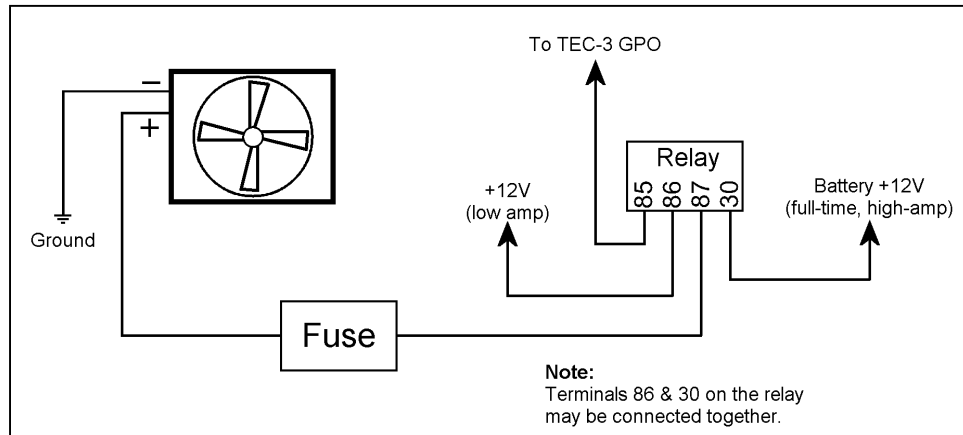 To TEC-3 GPO
−
+
Relay
85 86 87 30
+12V
(low amp)
Battery +12V
(full-time, high-amp)
Ground
Fuse
Note:
Terminals 86 & 30 on the relay
may be connected together.